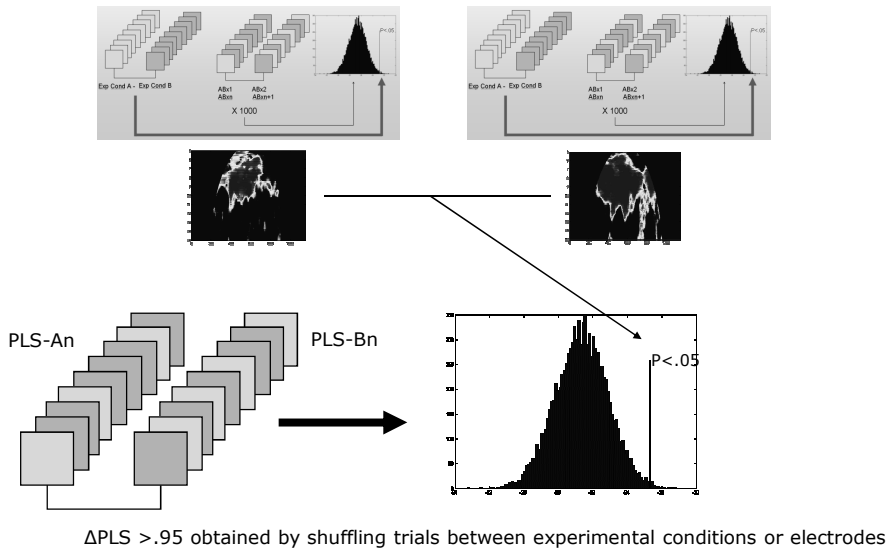 P<.05
Exp Cond A - Exp Cond B
ABx1 ABx2
ABxn ABxn+1
X 1000
P<.05
Exp Cond A - Exp Cond B
ABx1 ABx2
ABxn ABxn+1
X 1000
PLS-An
PLS-Bn
P<.05
ΔPLS >.95 obtained by shuffling trials between experimental conditions or electrodes